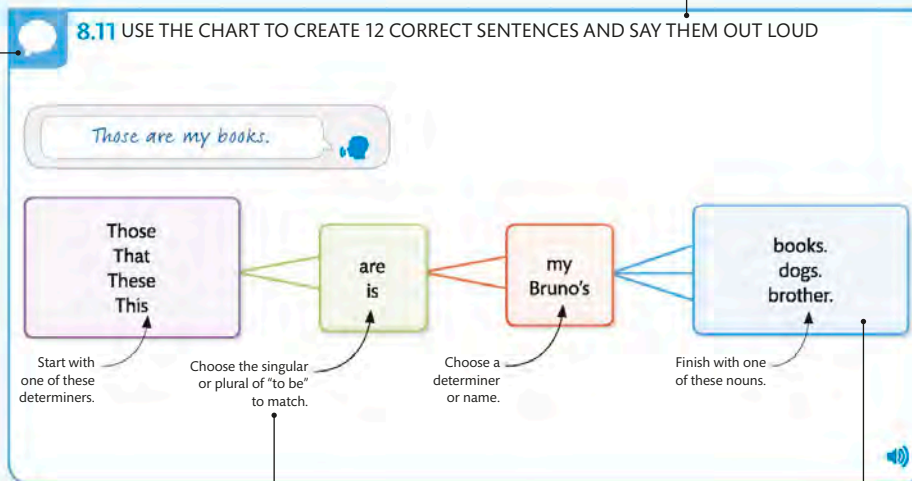 8.11 USE THE CHART TO CREATE 12 CORRECT SENTENCES AND SAY THEM OUT LOUD
Those are my books.
Those
That
These
This
are
is
my
Bruno's
books.
dogs.
brother.
Start with
one of these
determiners.
Choose the singular
or plural of "to be"
to match.
Choose a
determiner
or name.
Finish with one
of these nouns.